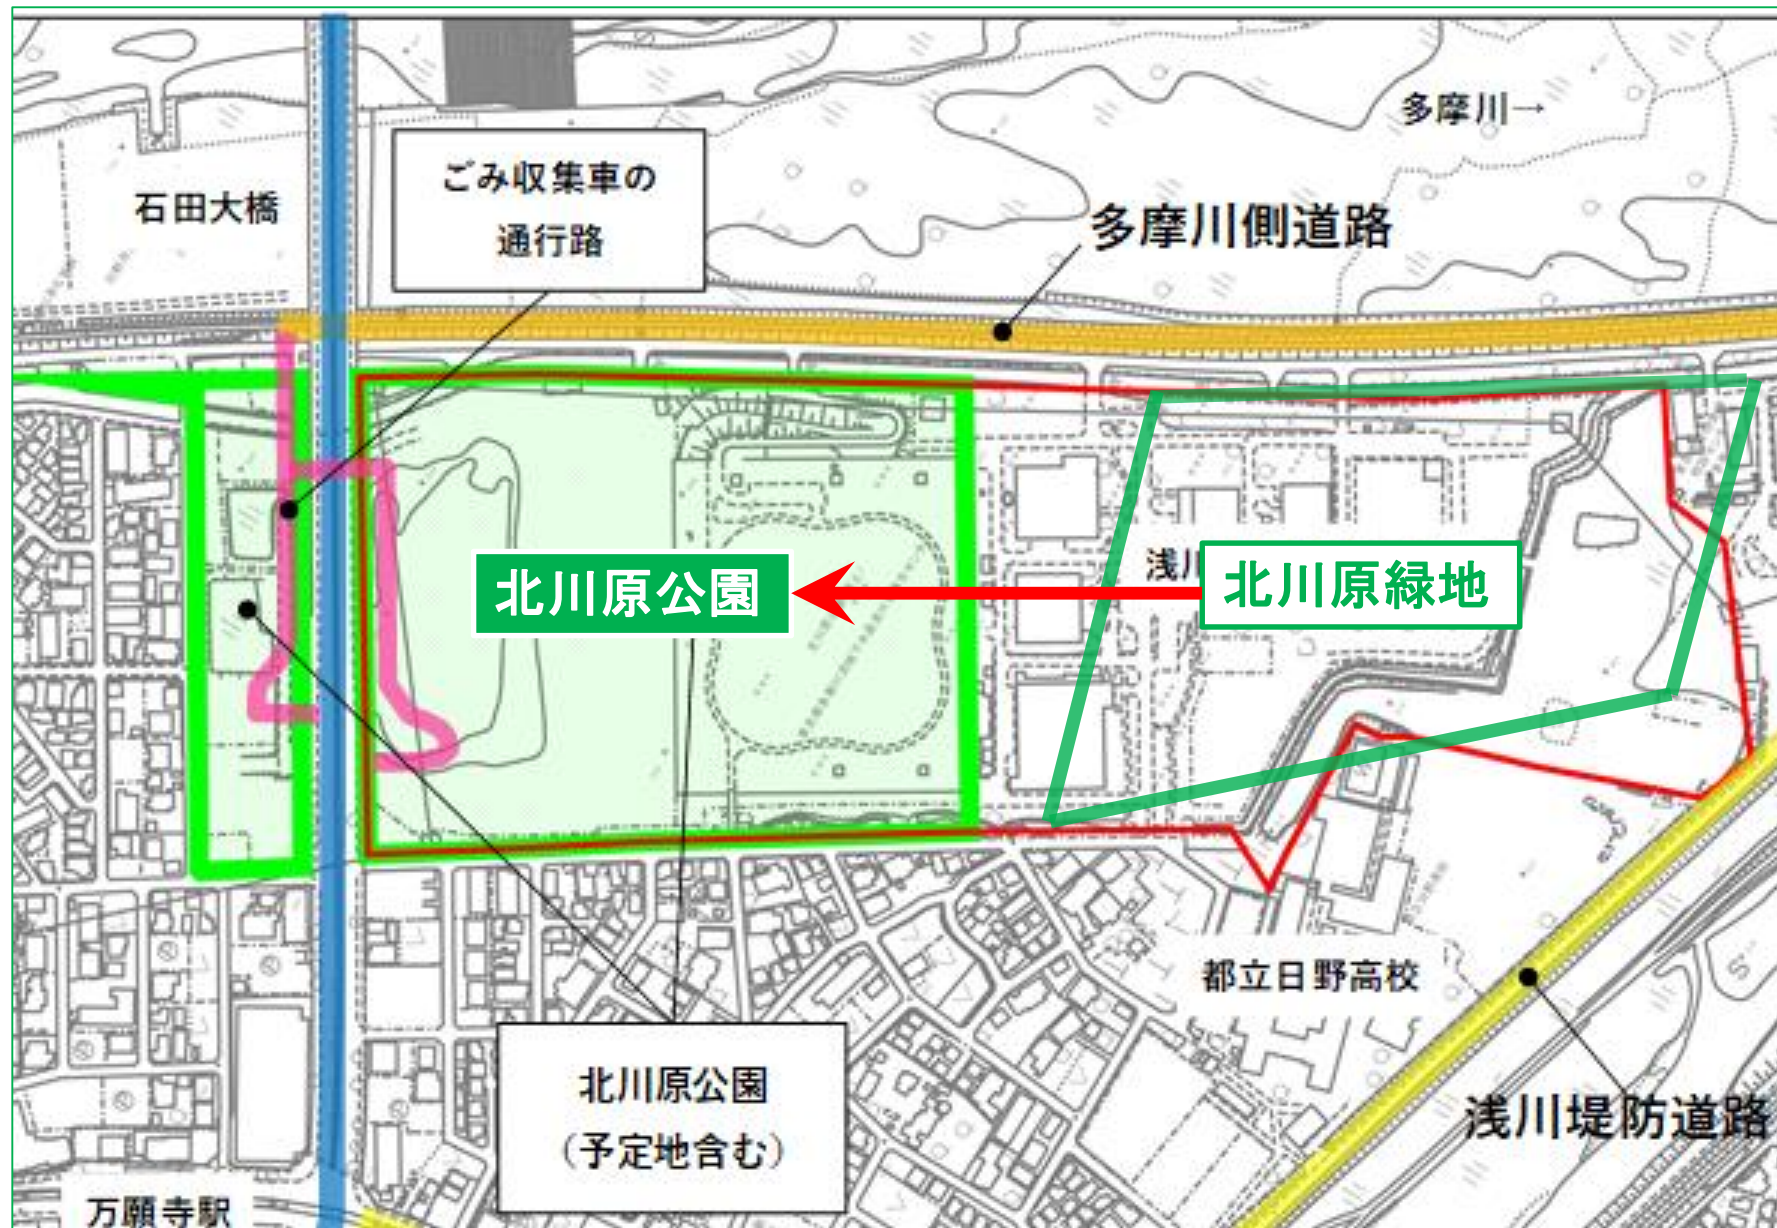 多摩川→
ごみ収集車の
通行路
石田大橋
多摩川側道路
浅川
北川原公園
北川原緑地
都立日野高校
北川原公園
（予定地含む）
浅川堤防道路
万願寺駅